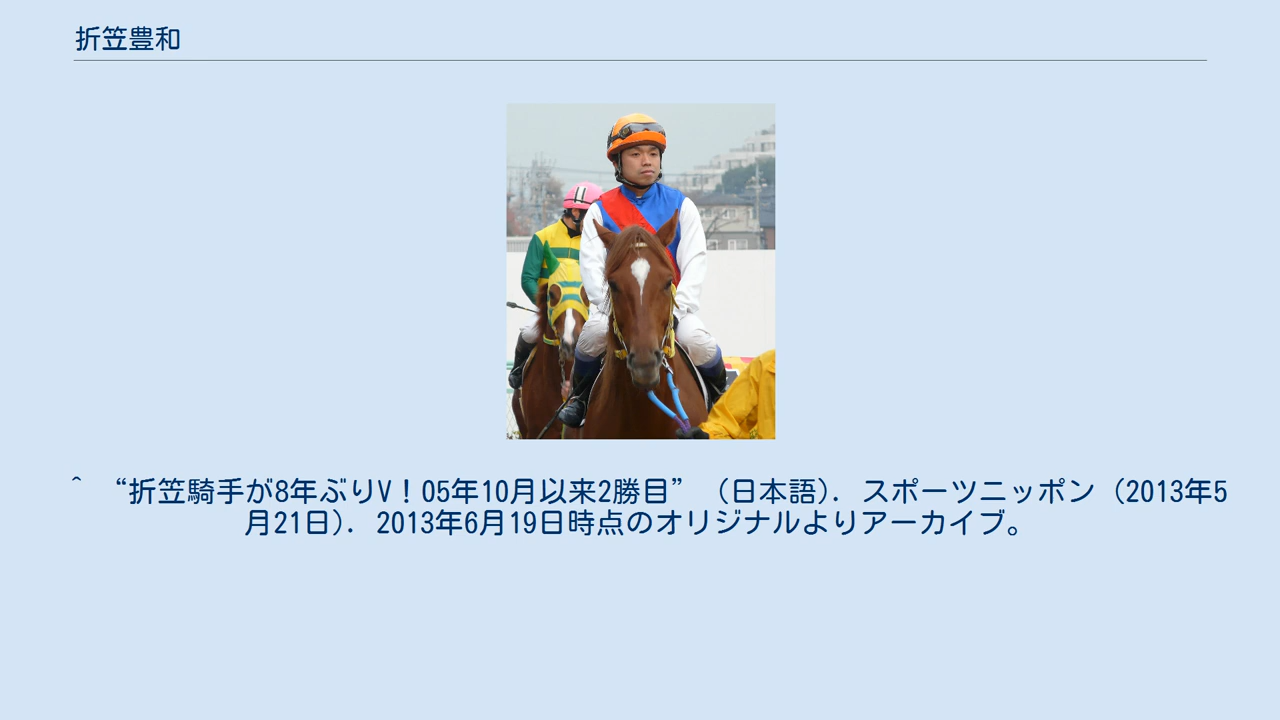 折笠豊和
^ “折笠騎手が8年ぶりV！05年10月以来2勝目” (日本語). スポーツニッポン (2013年5
月21日). 2013年6月19日時点のオリジナルよりアーカイブ。